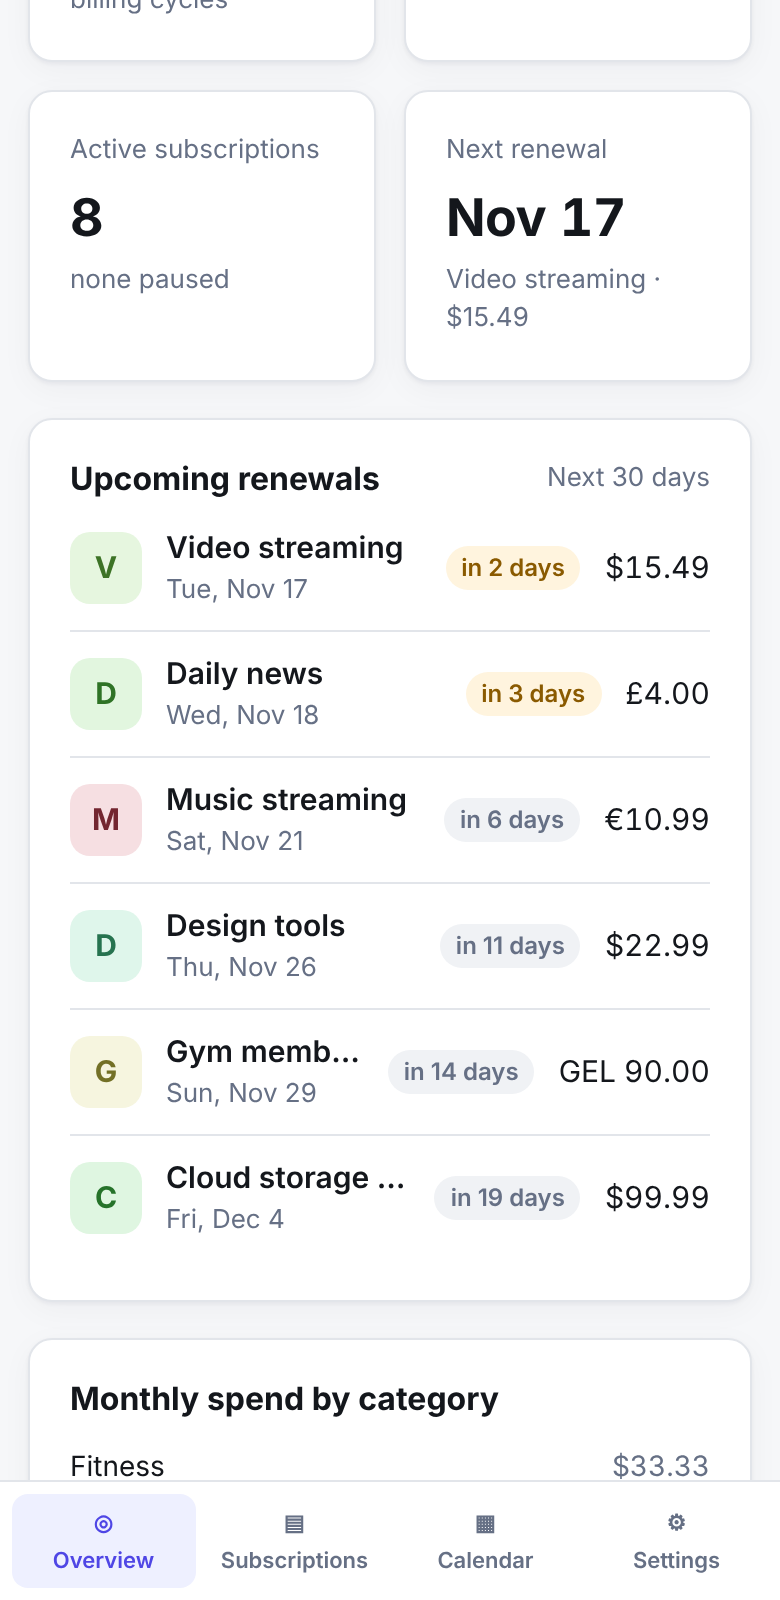 billing cycles
Active subscriptions
8
none paused
Next renewal
Nov 17
Video streaming ·
$15.49
Upcoming renewals
Next 30 days
V
Video streaming
Tue, Nov 17
in 2 days
$15.49
D
Daily news
Wed, Nov 18
in 3 days
£4.00
M
Music streaming
Sat, Nov 21
in 6 days
€10.99
D
Design tools
Thu, Nov 26
in 11 days
$22.99
G
Gym memb...
Sun, Nov 29
in 14 days
GEL 90.00
C
Cloud storage ...
Fri, Dec 4
in 19 days
$99.99
Monthly spend by category
Fitness
$33.33
Overview
Subscriptions
Calendar
Settings